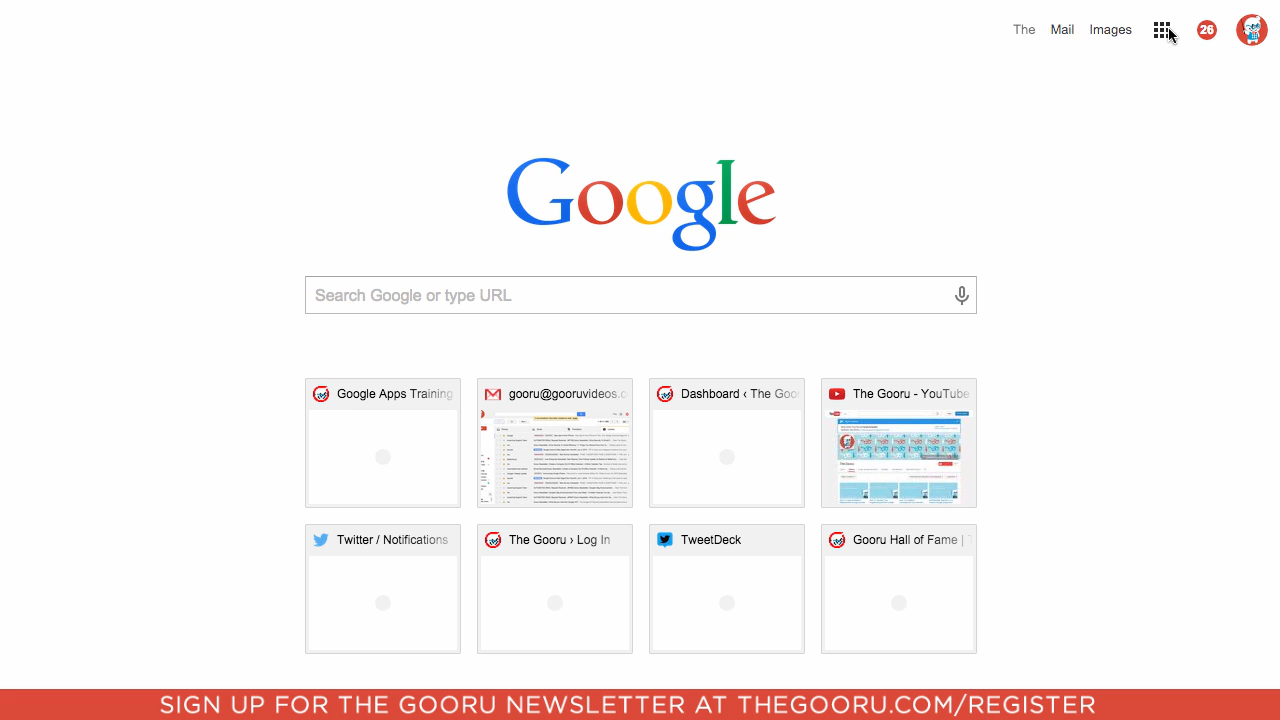 The Mail Images 26
Google
Search Google or type URL
Google Apps Training
gooru@gooruvideos.c
Dashboard ‹ The Goo
The Gooru - YouTube
Twitter / Notifications
The Gooru › Log In
TweetDeck
Gooru Hall of Fame |
SIGN UP FOR THE GOORU NEWSLETTER AT THEGOORU.COM/REGISTER